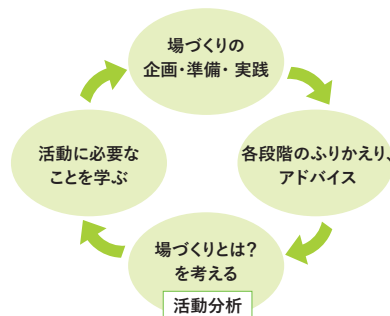 場づくりの
企画・準備・実践
各段階のふりかえり、
アドバイス
場づくりとは？
を考える
活動分析
活動に必要な
ことを学ぶ